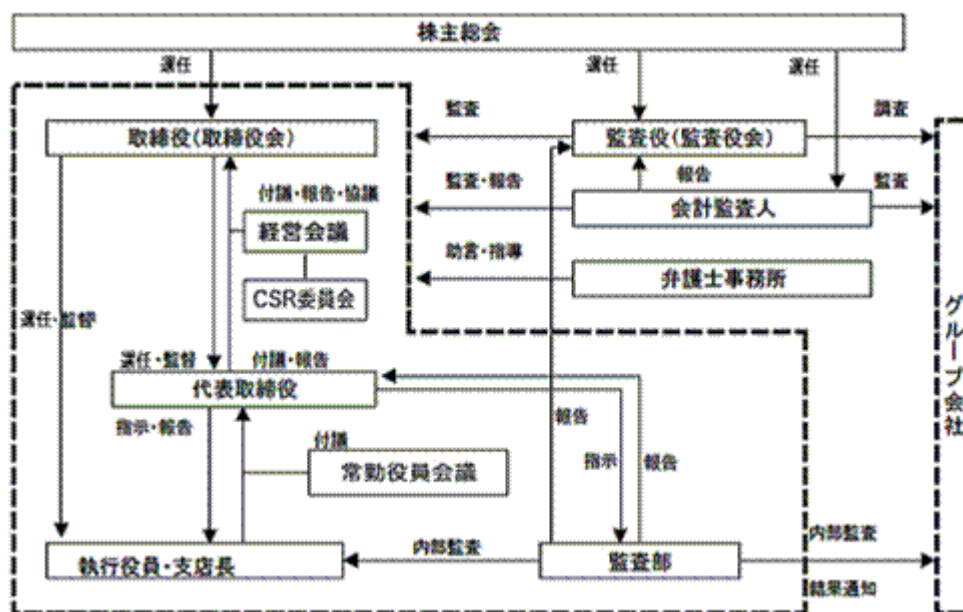 株主総会
選任
選任
選任
取締役(取締役会)
監査
監査役(監査役会)
調査
付議・報告・協議
監査・報告
報告
会計監査人
監査
経営会議
助言・指導
弁護士事務所
CSR委員会
選任・監督
グループ会社
選任・監督
付議・報告
代表取締役
指示・報告
付議
報告
常勤役員会議
指示
報告
執行役員・支店長
内部監査
監査部
内部監査
結果通知